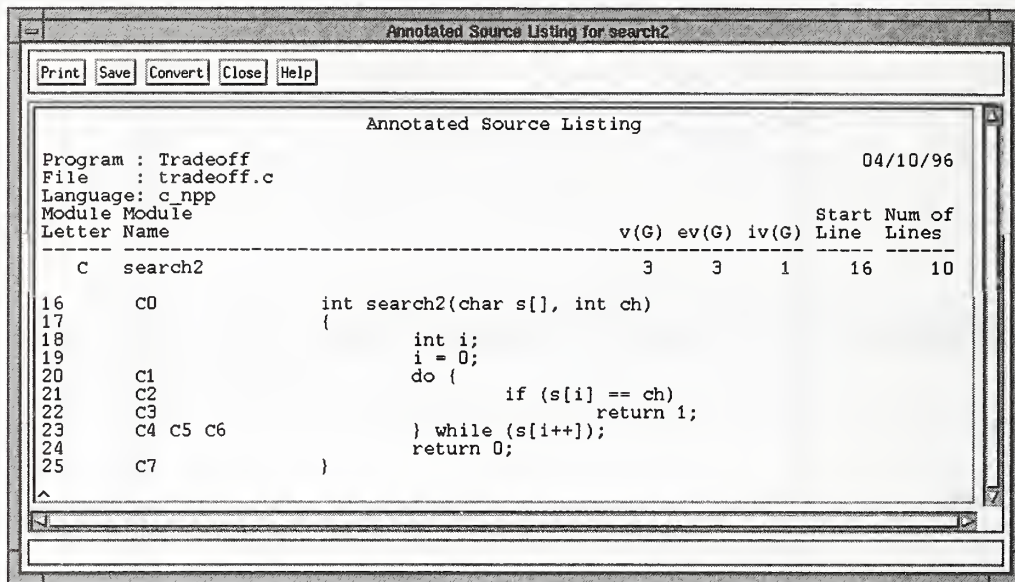 Annotated Source Listing for search2
Print Save Convert Close Help
Annotated Source Listing
Program : Tradeoff 04/10/96
File : tradeoff.c
Language: c_npp
Module Module Start Num of
Letter Name v(G) ev(G) iv(G) Line Lines
C search2 3 3 1 16 10
16 C0 int search2(char s[], int ch)
17 {
18 int i;
19 i = 0;
20 C1 do {
21 C2 if (s[i] == ch)
22 C3 return 1;
23 C4 C5 C6 } while (s[i++]);
24 return 0;
25 C7 }
^